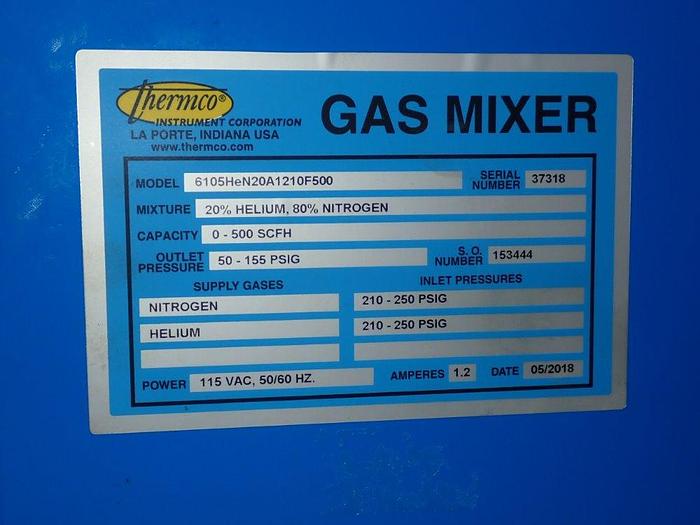 thermco®
INSTRUMENT CORPORATION
LA PORTE, INDIANA USA
www.thermco.com
GAS MIXER
MODEL 6105HeN20A1210F500 SERIAL NUMBER 37318
MIXTURE 20% HELIUM, 80% NITROGEN
CAPACITY 0 - 500 SCFH
OUTLET PRESSURE 50 - 155 PSIG S. O. NUMBER 153444
SUPPLY GASES INLET PRESSURES
NITROGEN 210 - 250 PSIG
HELIUM 210 - 250 PSIG
POWER 115 VAC, 50/60 HZ. AMPERES 1.2 DATE 05/2018